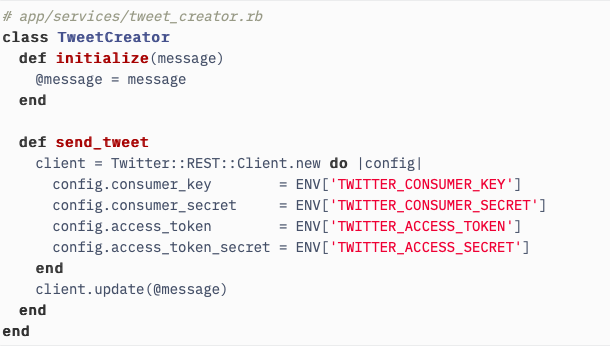 # app/services/tweet_creator.rb
class TweetCreator
  def initialize(message)
    @message = message
  end

  def send_tweet
    client = Twitter::REST::Client.new do |config|
      config.consumer_key        = ENV['TWITTER_CONSUMER_KEY']
      config.consumer_secret     = ENV['TWITTER_CONSUMER_SECRET']
      config.access_token        = ENV['TWITTER_ACCESS_TOKEN']
      config.access_token_secret = ENV['TWITTER_ACCESS_SECRET']
    end
    client.update(@message)
  end
end